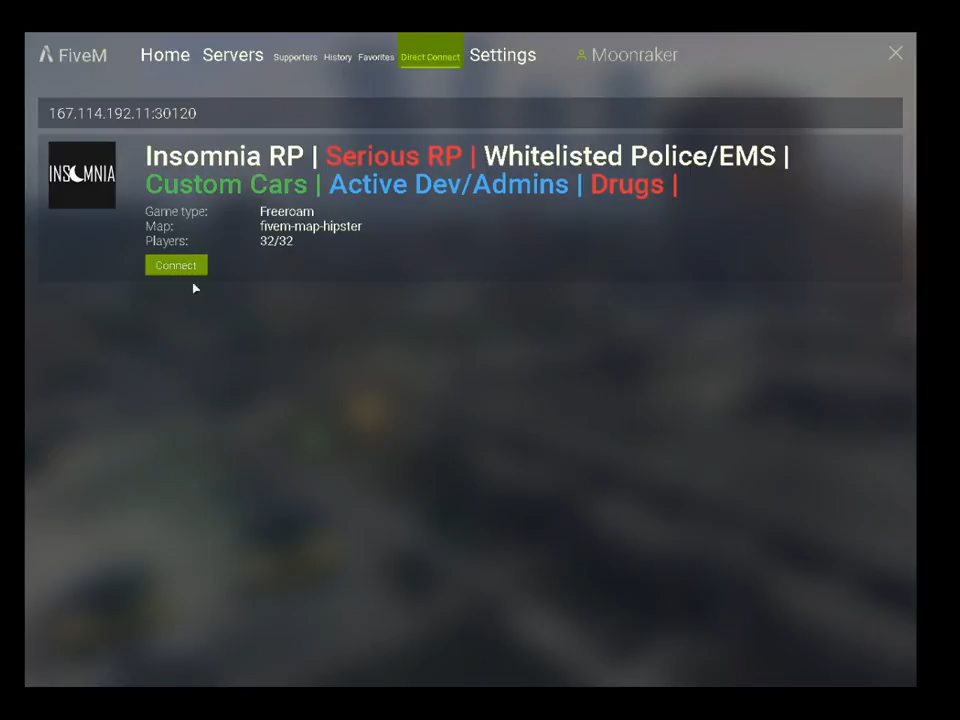 FiveM Home Servers Supporters History Favorites Direct Connect Settings Moonraker
167.114.192.11:30120
INSOMNIA
Insomnia RP | Serious RP | Whitelisted Police/EMS |
Custom Cars | Active Dev/Admins | Drugs |
Game type: Freeroam
Map: fivem-map-hipster
Players: 32/32
Connect